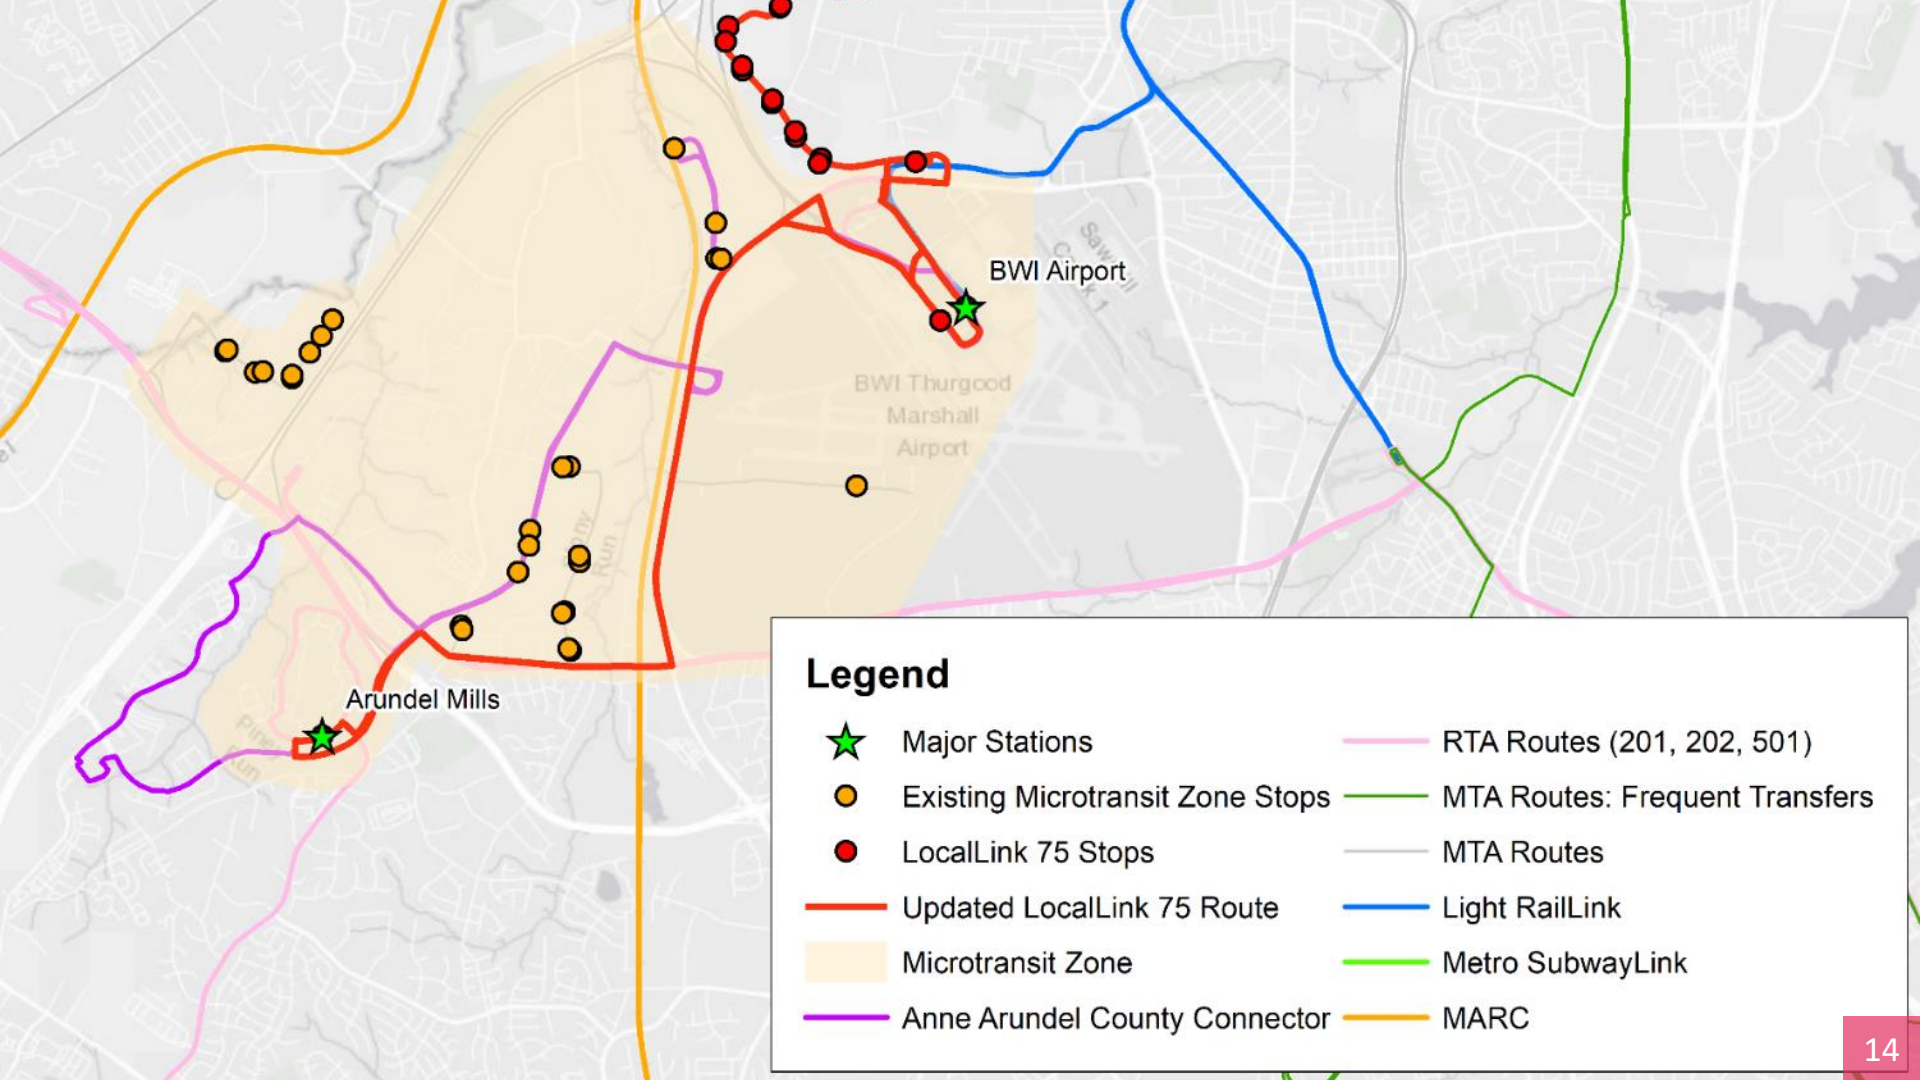 BWI Airport
BWI Thurgood
Marshall
Airport
Run
Arundel Mills
Run
Legend
Major Stations
Existing Microtransit Zone Stops
LocalLink 75 Stops
Updated LocalLink 75 Route
Microtransit Zone
Anne Arundel County Connector
RTA Routes (201, 202, 501)
MTA Routes: Frequent Transfers
MTA Routes
Light RailLink
Metro SubwayLink
MARC
14